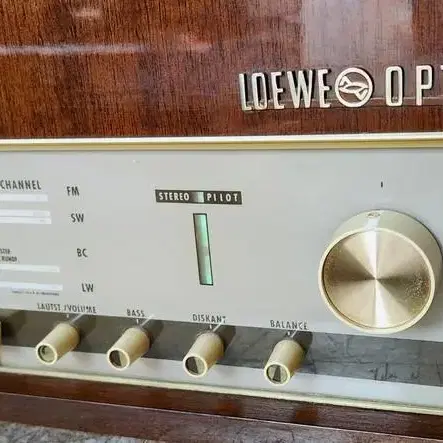 LOEWE OPT
CHANNEL
FM
STEREO PILOT
SW
BC
LW
LAUTST./VOLUME
BASS
DISKANT
BALANCE